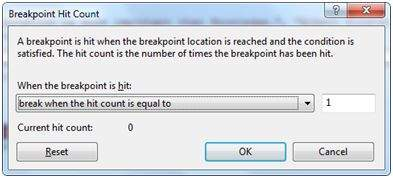 Breakpoint Hit Count
A breakpoint is hit when the breakpoint location is reached and the condition is
satisfied. The hit count is the number of times the breakpoint has been hit.
When the breakpoint is hit:
break when the hit count is equal to 1
Current hit count: 0
Reset OK Cancel